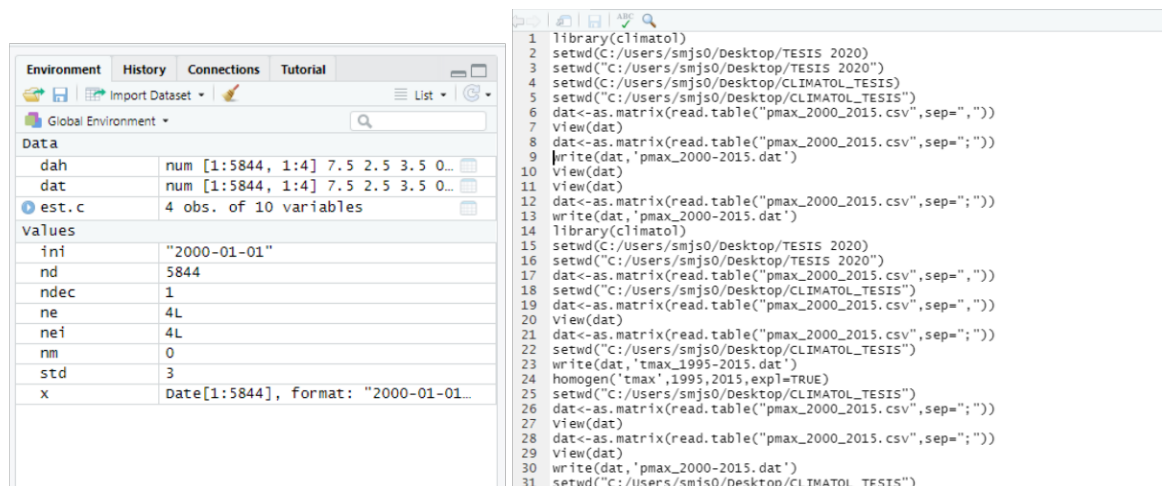 Environment History Connections Tutorial
Import Dataset List
Global Environment
Data
dah num [1:5844, 1:4] 7.5 2.5 3.5 0…
dat num [1:5844, 1:4] 7.5 2.5 3.5 0…
est.c 4 obs. of 10 variables
Values
ini "2000-01-01"
nd 5844
ndec 1
ne 4L
nei 4L
nm 0
std 3
x Date[1:5844], format: "2000-01-01…
ABC
1 library(climatol)
2 setwd(C:/Users/smjs0/Desktop/TESIS 2020)
3 setwd("C:/Users/smjs0/Desktop/TESIS 2020")
4 setwd(C:/Users/smjs0/Desktop/CLIMATOL_TESIS)
5 setwd("C:/Users/smjs0/Desktop/CLIMATOL_TESIS")
6 dat<-as.matrix(read.table("pmax_2000_2015.csv",sep=","))
7 View(dat)
8 dat<-as.matrix(read.table("pmax_2000_2015.csv",sep=";"))
9 write(dat,'pmax_2000-2015.dat')
10 View(dat)
11 View(dat)
12 dat<-as.matrix(read.table("pmax_2000_2015.csv",sep=";"))
13 write(dat,'pmax_2000-2015.dat')
14 library(climatol)
15 setwd(C:/Users/smjs0/Desktop/TESIS 2020)
16 setwd("C:/Users/smjs0/Desktop/TESIS 2020")
17 dat<-as.matrix(read.table("pmax_2000_2015.csv",sep=","))
18 setwd("C:/Users/smjs0/Desktop/CLIMATOL_TESIS")
19 dat<-as.matrix(read.table("pmax_2000_2015.csv",sep=","))
20 View(dat)
21 dat<-as.matrix(read.table("pmax_2000_2015.csv",sep=";"))
22 setwd("C:/Users/smjs0/Desktop/CLIMATOL_TESIS")
23 write(dat,'tmax_1995-2015.dat')
24 homogen('tmax',1995,2015,expl=TRUE)
25 setwd("C:/Users/smjs0/Desktop/CLIMATOL_TESIS")
26 dat<-as.matrix(read.table("pmax_2000_2015.csv",sep=";"))
27 View(dat)
28 dat<-as.matrix(read.table("pmax_2000_2015.csv",sep=";"))
29 View(dat)
30 write(dat,'pmax_2000-2015.dat')
31 setwd("C:/Users/smjs0/Desktop/CLIMATOL_TESIS")